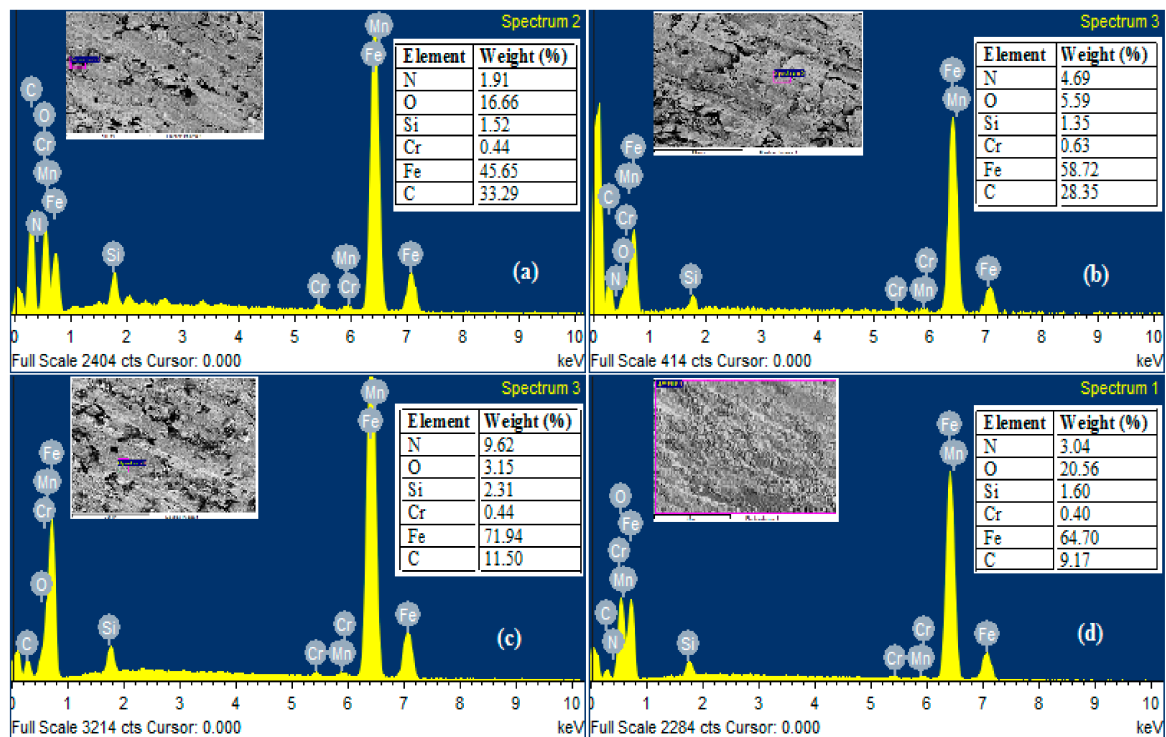 Spectrum 2
Mn
Fe
C
O
Cr
Mn
Fe
N
Si
Mn
Cr
Cr
Fe
Element Weight (%)
N 1.91
O 16.66
Si 1.52
Cr 0.44
Fe 45.65
C 33.29
(a)
0 1 2 3 4 5 6 7 8 9 10
Full Scale 2404 cts Cursor: 0.000 keV
Spectrum 3
Fe
Mn
Fe
Mn
C
Cr
O
N
Si
Cr
Cr
Mn
Fe
Element Weight (%)
N 4.69
O 5.59
Si 1.35
Cr 0.63
Fe 58.72
C 28.35
(b)
0 1 2 3 4 5 6 7 8 9 10
Full Scale 414 cts Cursor: 0.000 keV
Spectrum 3
Mn
Fe
Fe
Mn
Cr
O
C
Si
Cr
Cr
Mn
Fe
Element Weight (%)
N 9.62
O 3.15
Si 2.31
Cr 0.44
Fe 71.94
C 11.50
(c)
0 1 2 3 4 5 6 7 8 9 10
Full Scale 3214 cts Cursor: 0.000 keV
Spectrum 1
Fe
Mn
O
Fe
Cr
Mn
C
N
Si
Cr
Cr
Mn
Fe
Element Weight (%)
N 3.04
O 20.56
Si 1.60
Cr 0.40
Fe 64.70
C 9.17
(d)
0 1 2 3 4 5 6 7 8 9 10
Full Scale 2284 cts Cursor: 0.000 keV